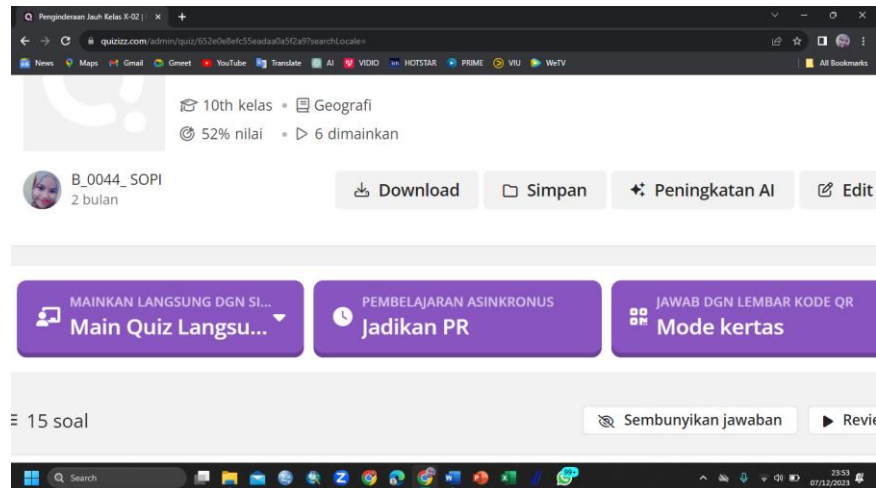 Penginderaan Jauh Kelas X-02 |
quizizz.com/admin/quiz/652e0e8efc55eadaa0a5f2a9?searchLocale=
News Maps Gmail Gmeet YouTube Translate AI VIDIO HOTSTAR PRIME VIU WeTV All Bookmarks
10th kelas Geografi
52% nilai 6 dimainkan
B_0044_ SOPI
2 bulan
Download Simpan Peningkatan AI Edit
MAINKAN LANGSUNG DGN SI... PEMBELAJARAN ASINKRONUS JAWAB DGN LEMBAR KODE QR
Main Quiz Langsu... Jadikan PR Mode kertas
15 soal Sembunyikan jawaban Revie
Search 99+ 23:53
07/12/2023